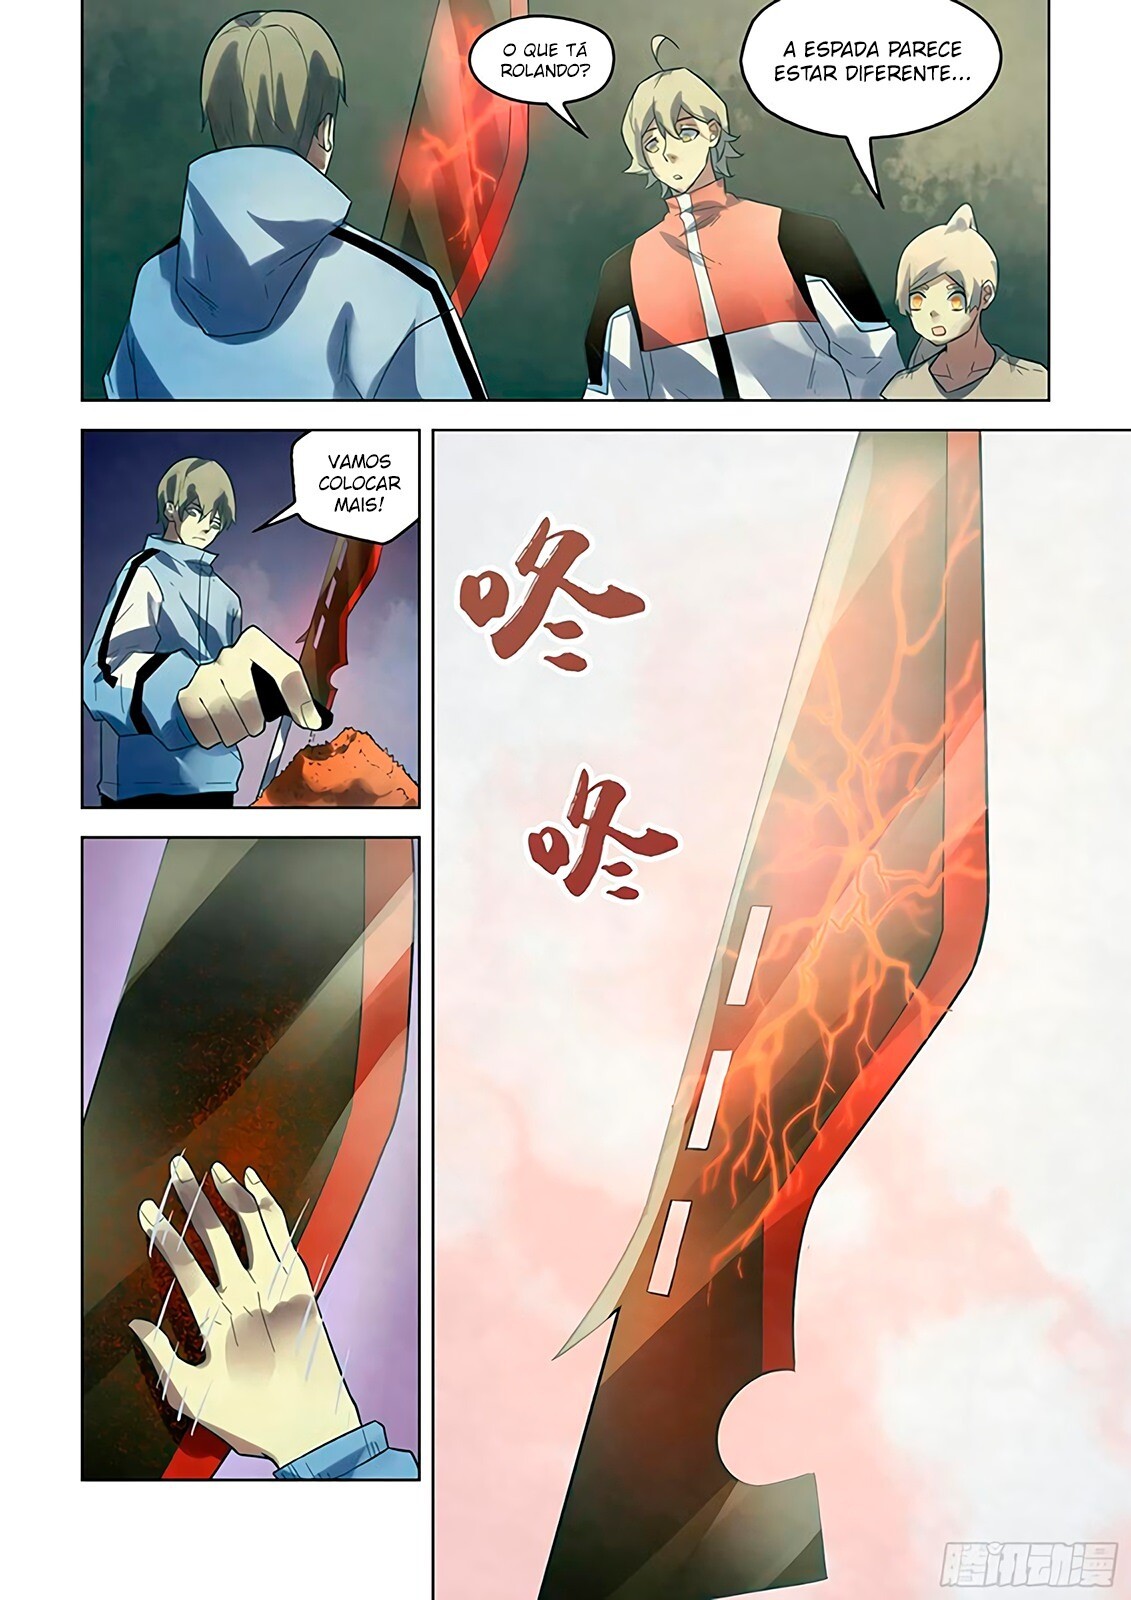 O QUE TÁ
ROLANDO?
A ESPADA PARECE
ESTAR DIFERENTE...
VAMOS
COLOCAR
MAIS!
咚
咚
腾讯动漫